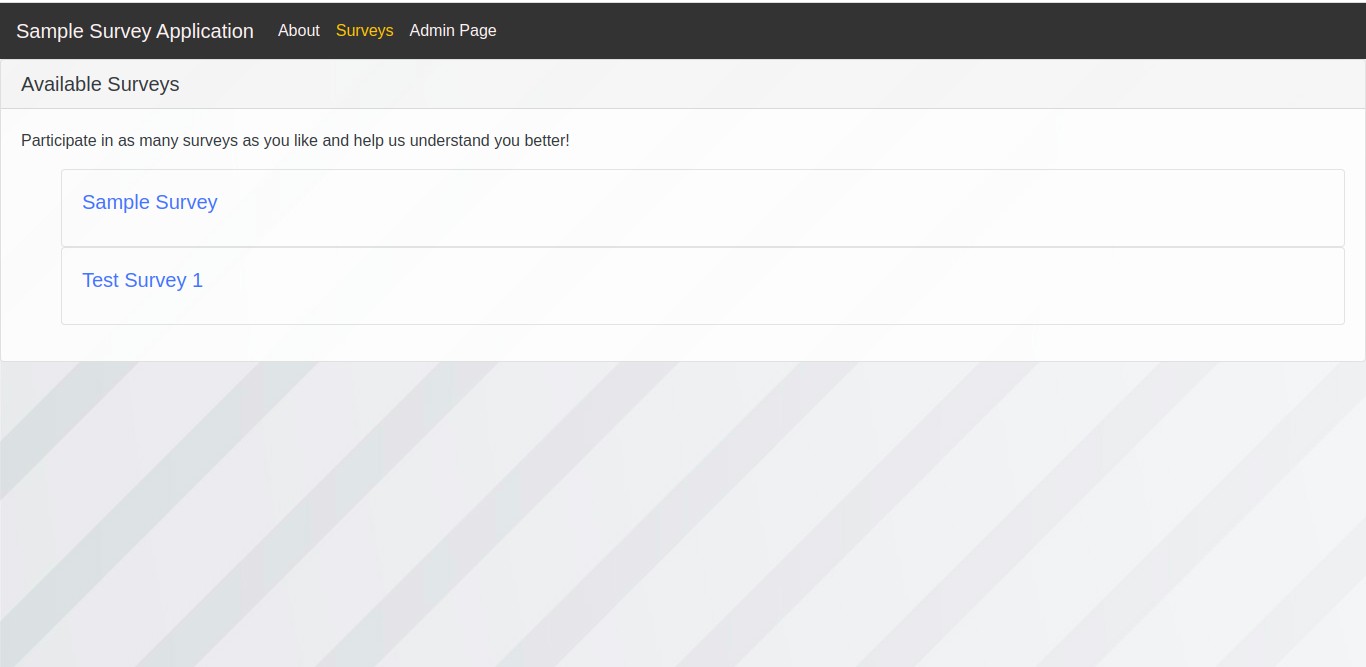 Sample Survey Application About Surveys Admin Page
Available Surveys
Participate in as many surveys as you like and help us understand you better!
Sample Survey
Test Survey 1